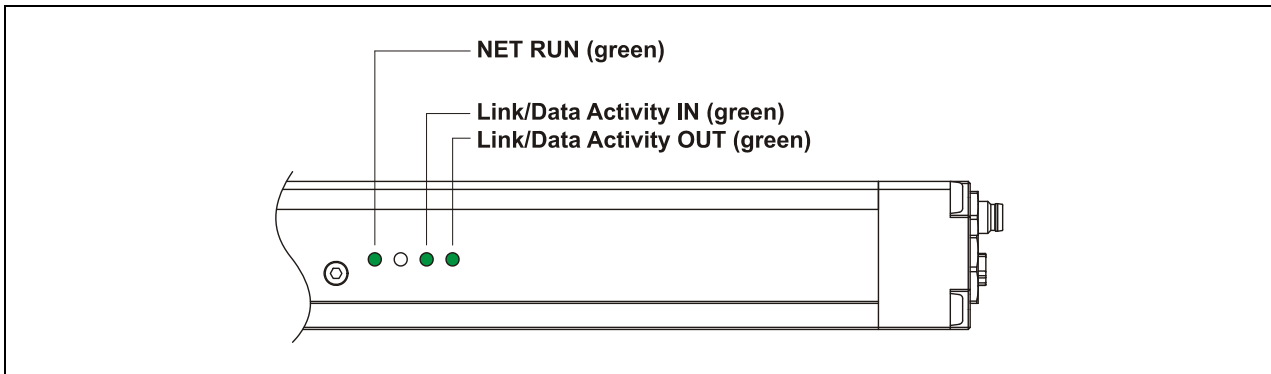 NET RUN (green)
Link/Data Activity IN (green)
Link/Data Activity OUT (green)